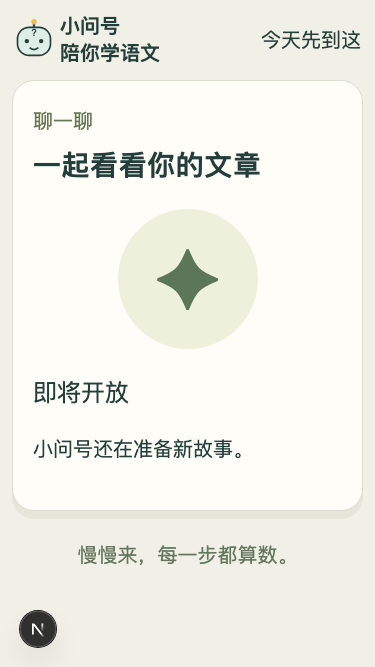 小问号
陪你学语文
今天先到这
聊一聊
一起看看你的文章
即将开放
小问号还在准备新故事。
慢慢来，每一步都算数。
N